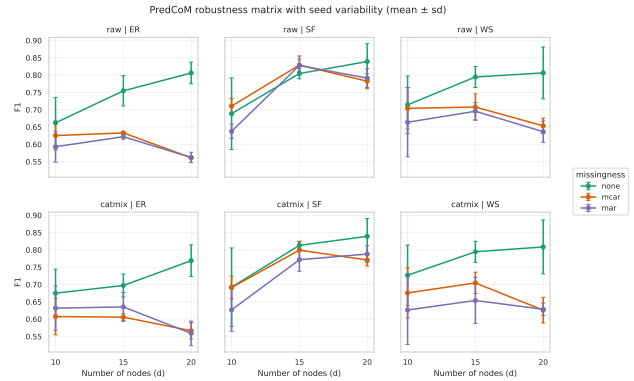 PredCoM robustness matrix with seed variability (mean ± sd)
raw | ER
raw | SF
raw | WS
0.90
0.85
0.80
0.75
0.70
0.65
0.60
0.55
F1
missingness
none
mcar
mar
catmix | ER
catmix | SF
catmix | WS
0.90
0.85
0.80
0.75
0.70
0.65
0.60
0.55
F1
10 15 20
10 15 20
10 15 20
Number of nodes (d)
Number of nodes (d)
Number of nodes (d)